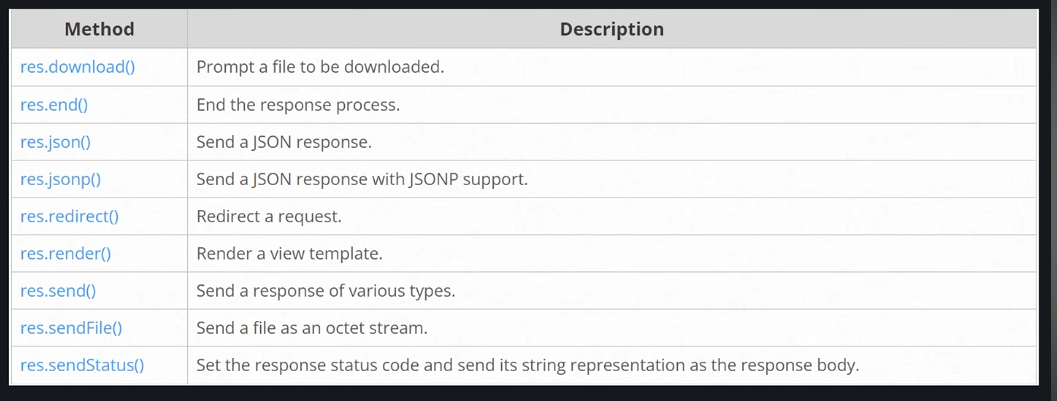 Method Description
res.download() Prompt a file to be downloaded.
res.end() End the response process.
res.json() Send a JSON response.
res.jsonp() Send a JSON response with JSONP support.
res.redirect() Redirect a request.
res.render() Render a view template.
res.send() Send a response of various types.
res.sendFile() Send a file as an octet stream.
res.sendStatus() Set the response status code and send its string representation as the response body.